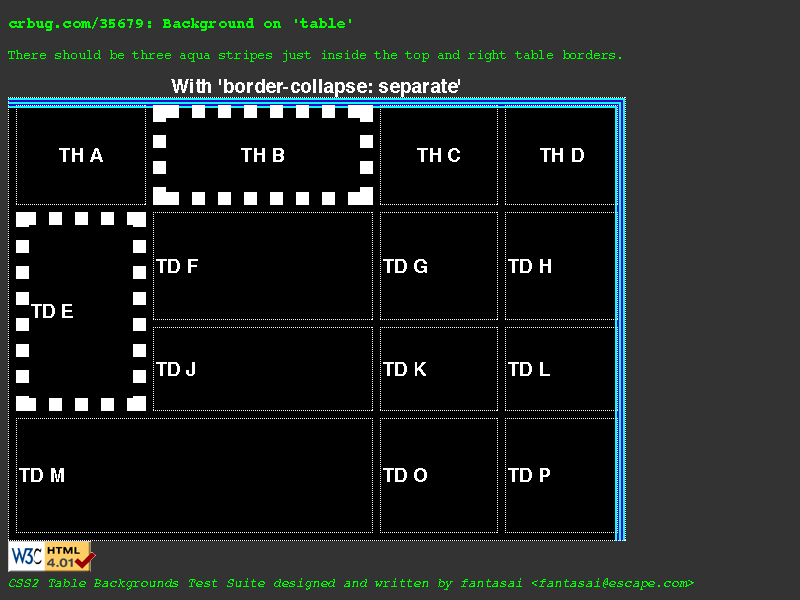 crbug.com/35679: Background on 'table'
There should be three aqua stripes just inside the top and right table borders.
With 'border-collapse: separate'
TH A TH B TH C TH D
TD F TD G TD H
TD E
TD J TD K TD L
TD M TD O TD P
W3C HTML 4.01
CSS2 Table Backgrounds Test Suite designed and written by fantasai <fantasai@escape.com>